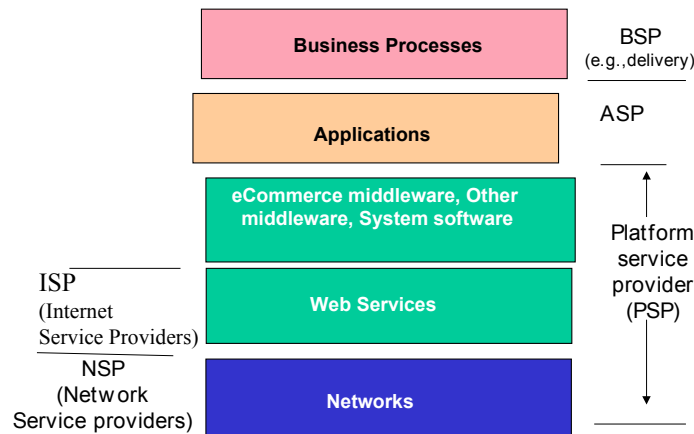 Business Processes
BSP
(e.g.,delivery)
Applications
ASP
eCommerce middleware, Other
middleware, System software
Platform
service
provider
(PSP)
ISP
(Internet
Service Providers)
Web Services
NSP
(Network
Service providers)
Networks